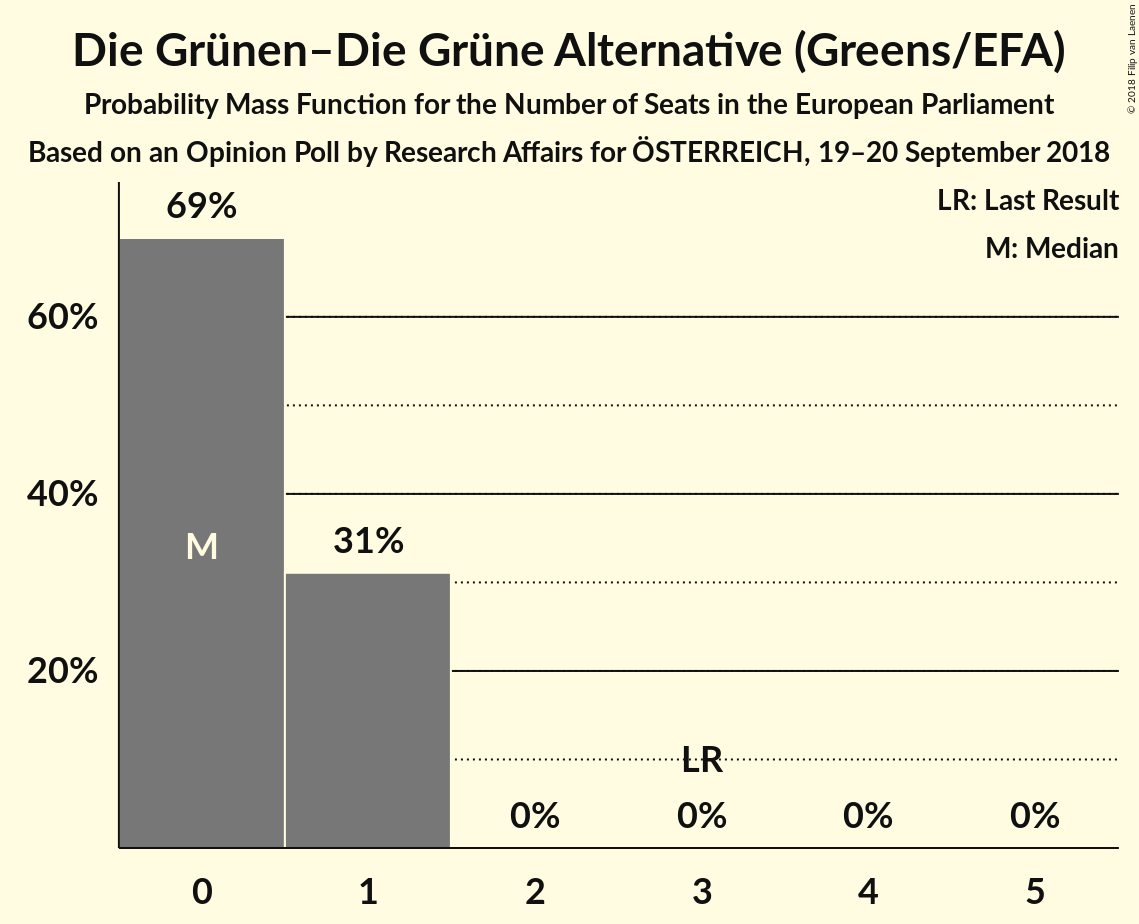 Die Grünen–Die Grüne Alternative (Greens/EFA)
Probability Mass Function for the Number of Seats in the European Parliament
Based on an Opinion Poll by Research Affairs for ÖSTERREICH, 19–20 September 2018
© 2018 Filip van Laenen
LR: Last Result
M: Median
69%
60%
40%
31%
M
20%
LR
0% 0% 0% 0%
0 1 2 3 4 5